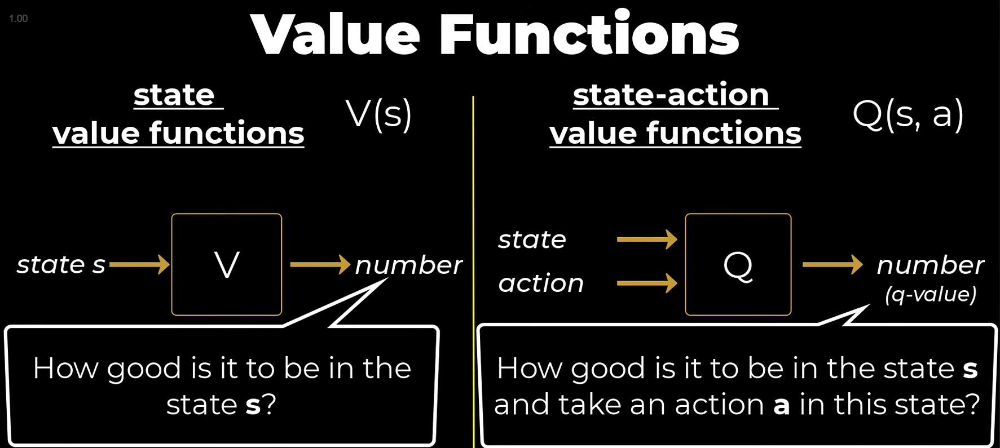 1.00
Value Functions
state
value functions
V(s)
state s
V
number
How good is it to be in the
state s?
state-action
value functions
Q(s, a)
state
action
Q
number
(q-value)
How good is it to be in the state s
and take an action a in this state?